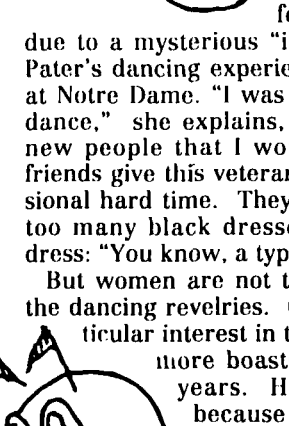 due to a mysterious "i
Pater's dancing experie
at Notre Dame. "I was
dance," she explains,
new people that I wo
friends give this vetera
sional hard time. They
too many black dress
dress: "You know, a typ
But women are not t
the dancing revelries.
ticular interest in t
more boast
years. H
because